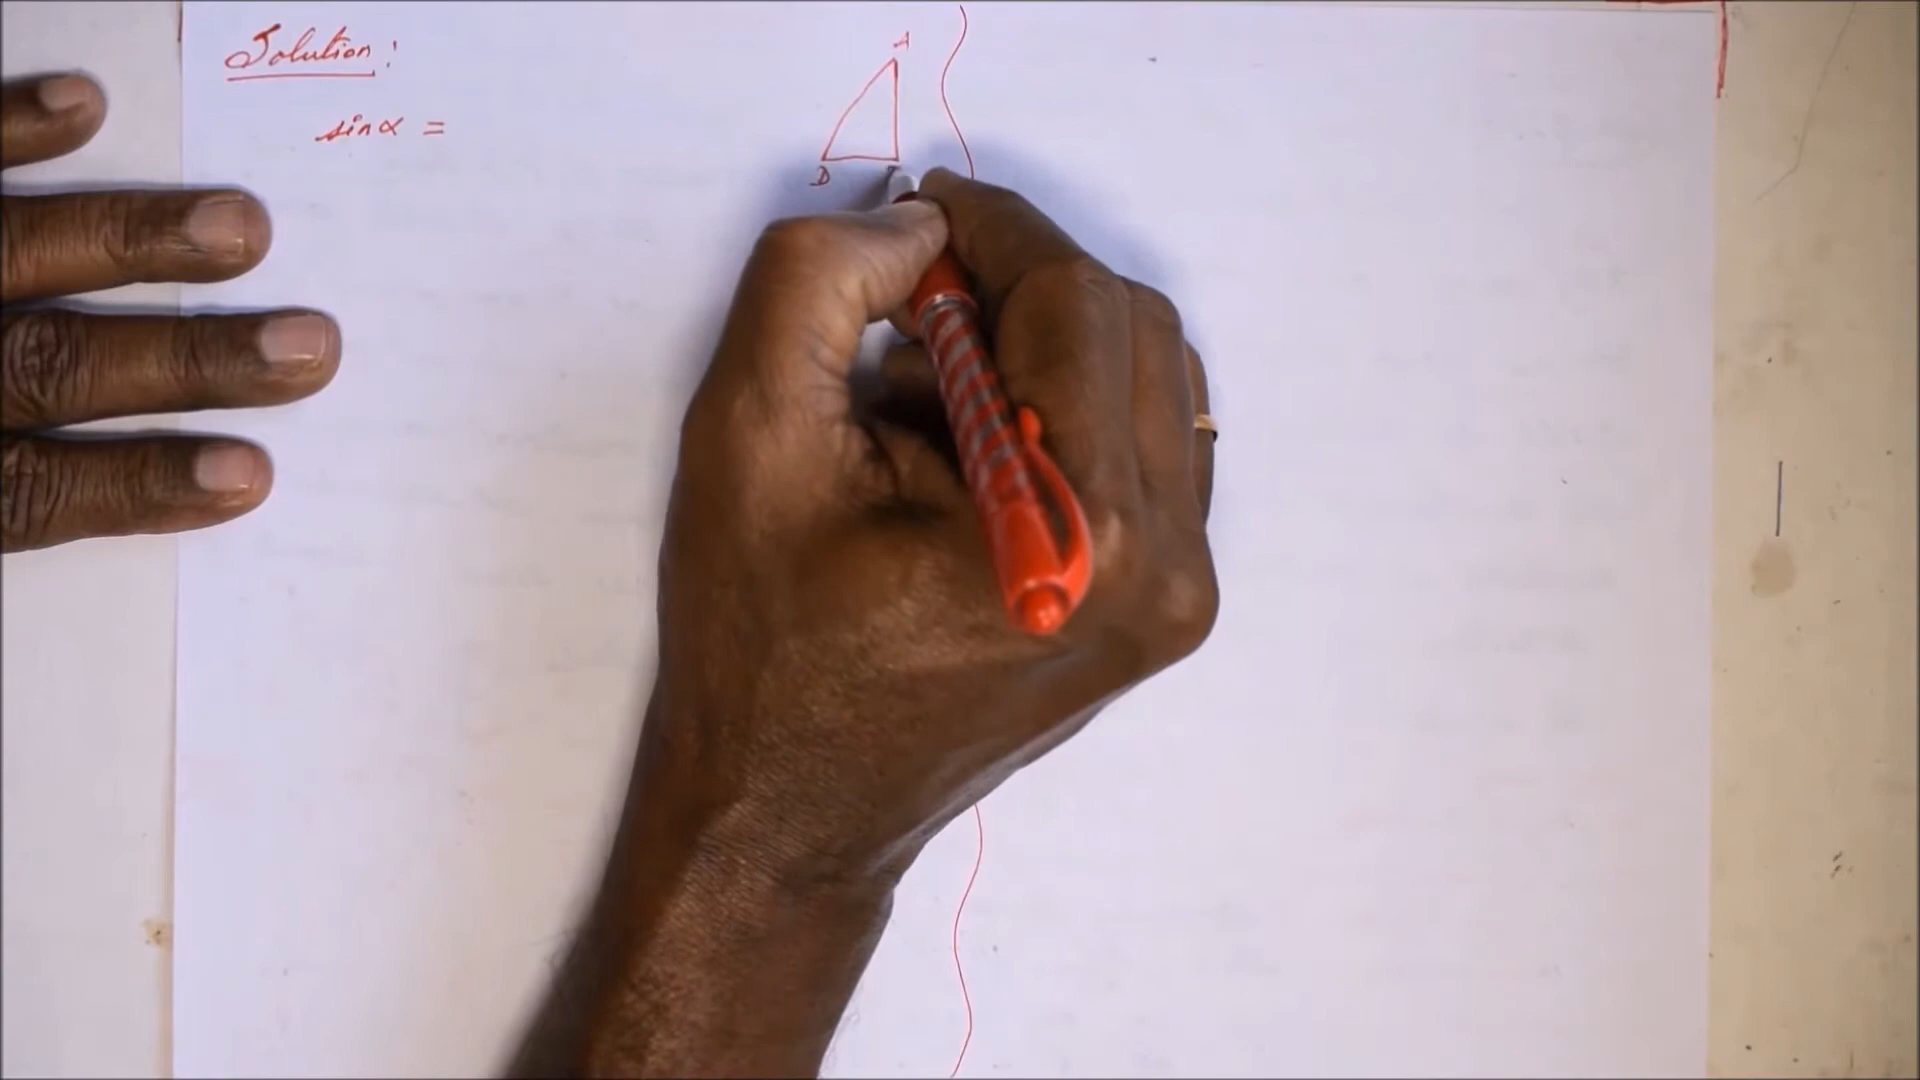 Solution :
A
sin α =
D